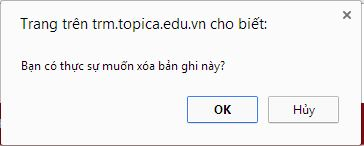 Trang trên trm.topica.edu.vn cho biết:
Bạn có thực sự muốn xóa bản ghi này?
OK
Hủy